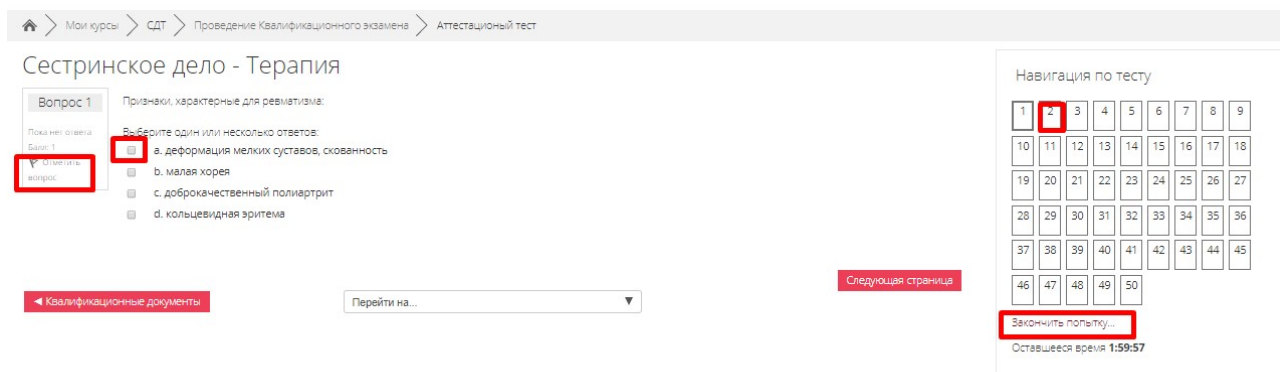 Мои курсы СДТ Проведение Квалификационного экзамена Аттестационый тест
Сестринское дело - Терапия
Вопрос 1
Пока нет ответа
Балл: 1
Отметить
вопрос
Признаки, характерные для ревматизма:
Выберите один или несколько ответов:
a. деформация мелких суставов, скованность
b. малая хорея
c. доброкачественный полиартрит
d. кольцевидная эритема
Следующая страница
◄ Квалификационные документы
Перейти на...
Навигация по тесту
1 2 3 4 5 6 7 8 9
10 11 12 13 14 15 16 17 18
19 20 21 22 23 24 25 26 27
28 29 30 31 32 33 34 35 36
37 38 39 40 41 42 43 44 45
46 47 48 49 50
Закончить попытку...
Оставшееся время 1:59:57